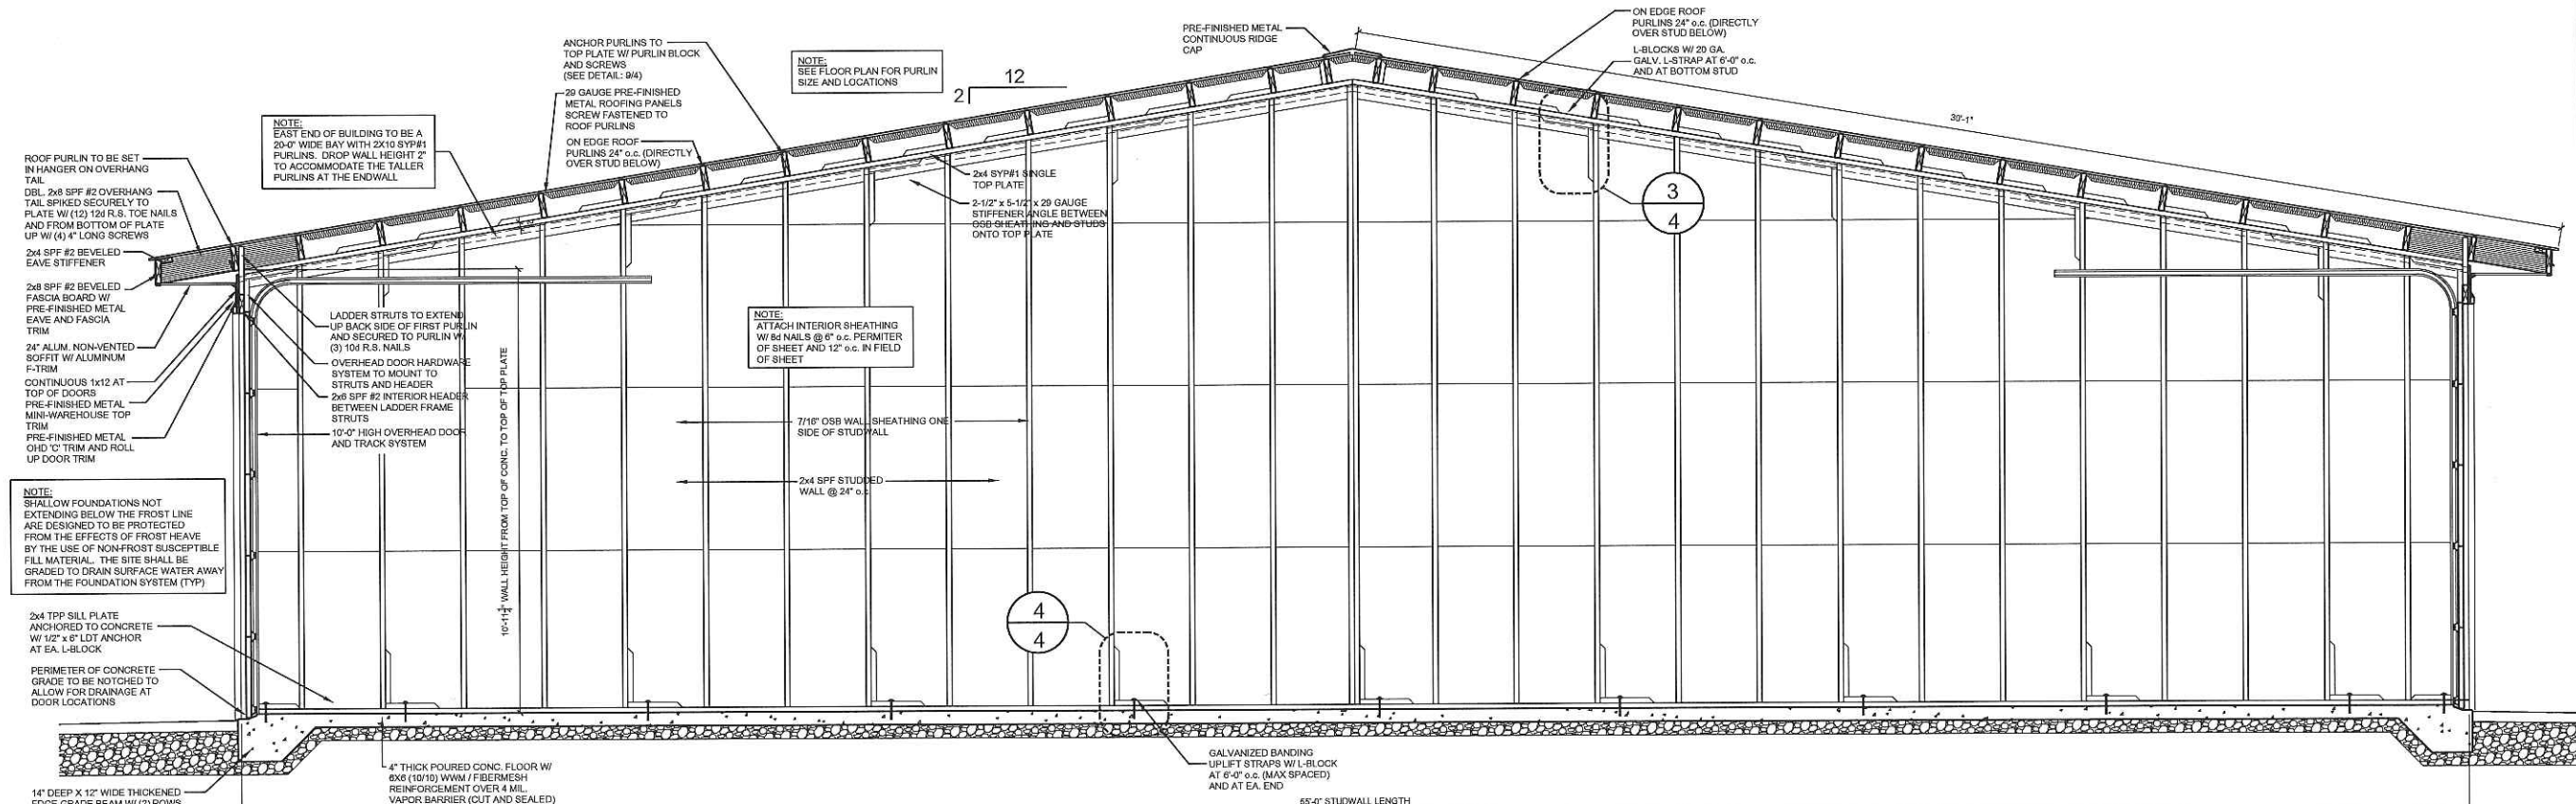 ROOF PURLIN TO BE SET
IN HANGER ON OVERHANG
TAIL
DBL. 2x8 SPF #2 OVERHANG
TAIL SPIKED SECURELY TO
PLATE W/ (12) 12d R.S. TOE NAILS
AND FROM BOTTOM OF PLATE
UP W/ (4) 4" LONG SCREWS
2x4 SPF #2 BEVELED
EAVE STIFFENER
2x8 SPF #2 BEVELED
FASCIA BOARD W/
PRE-FINISHED METAL
EAVE AND FASCIA
TRIM
24" ALUM. NON-VENTED
SOFFIT W/ ALUMINUM
F-TRIM
CONTINUOUS 1x12 AT
TOP OF DOORS
PRE-FINISHED METAL
MINI-WAREHOUSE TOP
TRIM
PRE-FINISHED METAL
OHD 'C' TRIM AND ROLL
UP DOOR TRIM
NOTE:
SHALLOW FOUNDATIONS NOT
EXTENDING BELOW THE FROST LINE
ARE DESIGNED TO BE PROTECTED
FROM THE EFFECTS OF FROST HEAVE
BY THE USE OF NON-FROST SUSCEPTIBLE
FILL MATERIAL. THE SITE SHALL BE
GRADED TO DRAIN SURFACE WATER AWAY
FROM THE FOUNDATION SYSTEM (TYP)
2x4 TPP SILL PLATE
ANCHORED TO CONCRETE
W/ 1/2" x 6" LDT ANCHOR
AT EA. L-BLOCK
PERIMETER OF CONCRETE
GRADE TO BE NOTCHED TO
ALLOW FOR DRAINAGE AT
DOOR LOCATIONS
14" DEEP X 12" WIDE THICKENED
EDGE GRADE BEAM W/ (2) ROWS
NOTE:
EAST END OF BUILDING TO BE A
20'-0" WIDE BAY WITH 2X10 SYP#1
PURLINS. DROP WALL HEIGHT 2"
TO ACCOMMODATE THE TALLER
PURLINS AT THE ENDWALL
LADDER STRUTS TO EXTEND
UP BACK SIDE OF FIRST PURLIN
AND SECURED TO PURLIN W/
(3) 10d R.S. NAILS
OVERHEAD DOOR HARDWARE
SYSTEM TO MOUNT TO
STRUTS AND HEADER
2x6 SPF #2 INTERIOR HEADER
BETWEEN LADDER FRAME
STRUTS
10'-0" HIGH OVERHEAD DOOR
AND TRACK SYSTEM
4" THICK POURED CONC. FLOOR W/
6X6 (10/10) WWM / FIBERMESH
REINFORCEMENT OVER 4 MIL.
VAPOR BARRIER (CUT AND SEALED)
WALL HEIGHT FROM TOP OF CONC. TO TOP OF TOP PLATE
ANCHOR PURLINS TO
TOP PLATE W/ PURLIN BLOCK
AND SCREWS
(SEE DETAIL: 9/4)
29 GAUGE PRE-FINISHED
METAL ROOFING PANELS
SCREW FASTENED TO
ROOF PURLINS
ON EDGE ROOF
PURLINS 24" o.c. (DIRECTLY
OVER STUD BELOW)
NOTE:
SEE FLOOR PLAN FOR PURLIN
SIZE AND LOCATIONS
12
2
2x4 SYP#1 SINGLE
TOP PLATE
2-1/2" x 5-1/2" x 29 GAUGE
STIFFENER ANGLE BETWEEN
OSB SHEATHING AND STUDS
ONTO TOP PLATE
NOTE:
ATTACH INTERIOR SHEATHING
W/ 8d NAILS @ 6" o.c. PERMITER
OF SHEET AND 12" o.c. IN FIELD
OF SHEET
7/16" OSB WALL SHEATHING ONE
SIDE OF STUDWALL
2x4 SPF STUDDED
WALL @ 24" o.c.
4
4
GALVANIZED BANDING
UPLIFT STRAPS W/ L-BLOCK
AT 6'-0" o.c. (MAX SPACED)
AND AT EA. END
55'-0" STUDWALL LENGTH
PRE-FINISHED METAL
CONTINUOUS RIDGE
CAP
ON EDGE ROOF
PURLINS 24" o.c. (DIRECTLY
OVER STUD BELOW)
L-BLOCKS W/ 20 GA.
GALV. L-STRAP AT 6'-0" o.c.
AND AT BOTTOM STUD
3
4
30'-1"